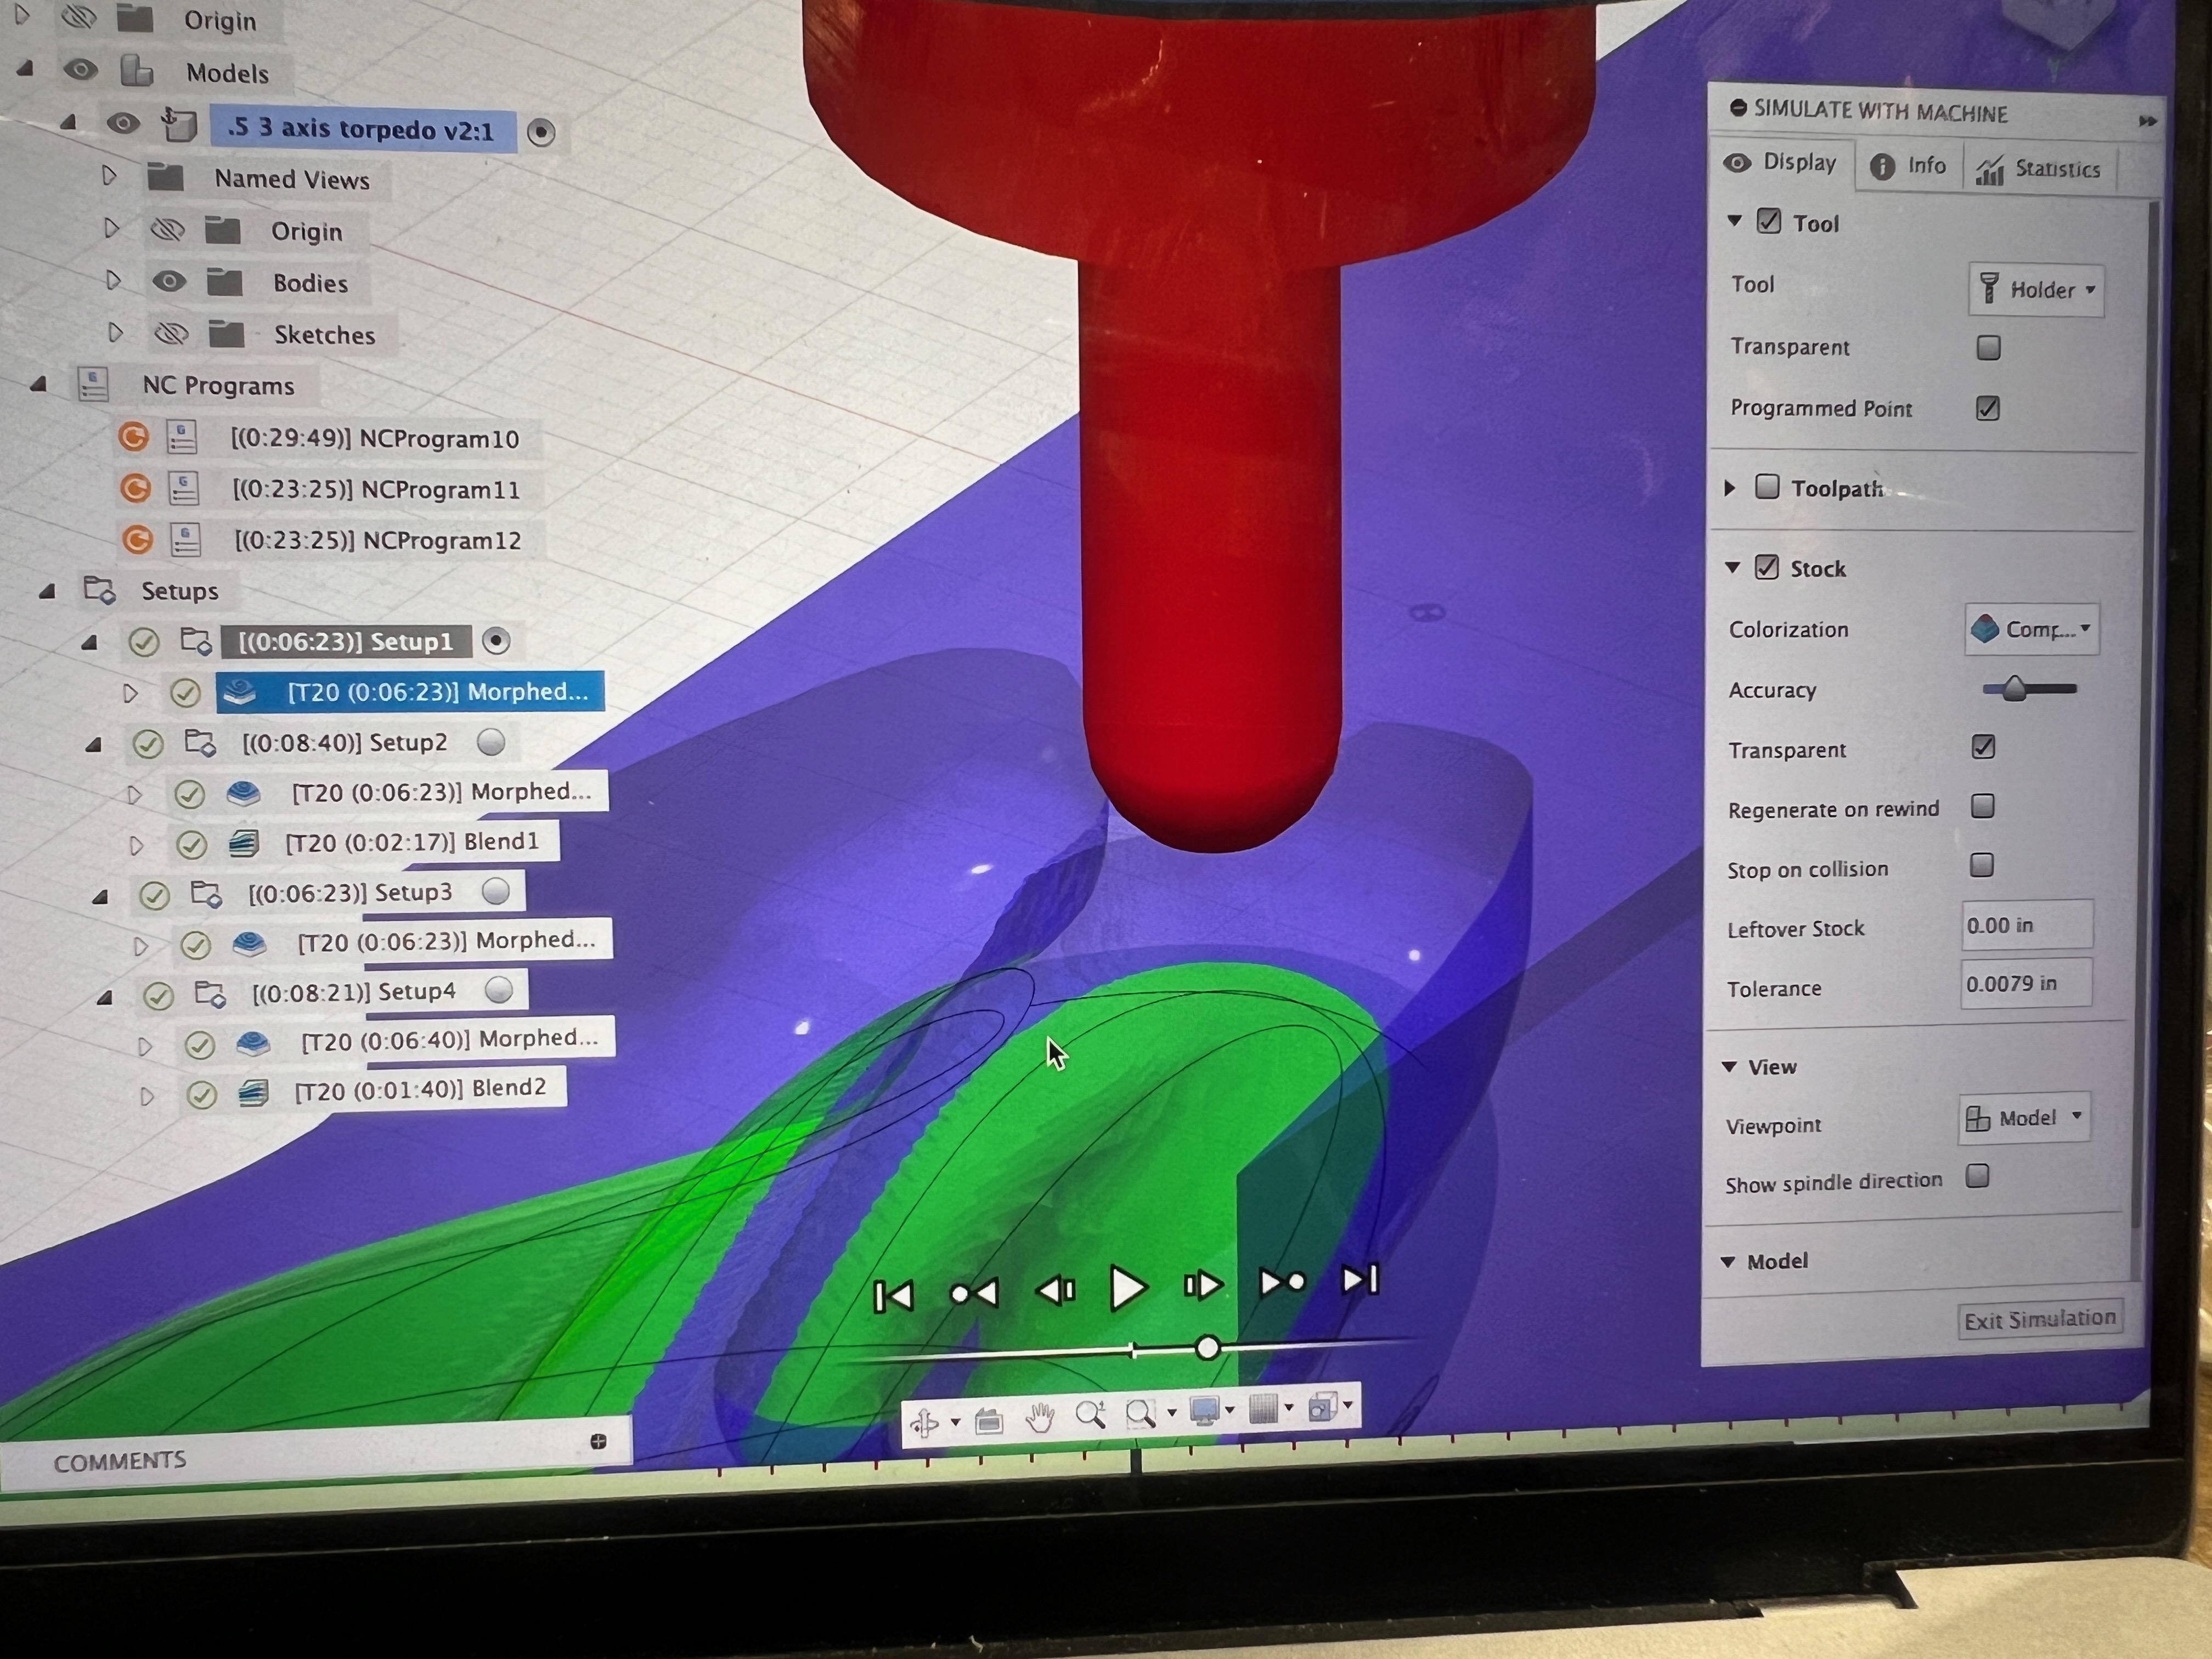 Origin
Models
.5 3 axis torpedo v2:1
Named Views
Origin
Bodies
Sketches
NC Programs
[(0:29:49)] NCProgram10
[(0:23:25)] NCProgram11
[(0:23:25)] NCProgram12
Setups
[(0:06:23)] Setup1
[T20 (0:06:23)] Morphed...
[(0:08:40)] Setup2
[T20 (0:06:23)] Morphed...
[T20 (0:02:17)] Blend1
[(0:06:23)] Setup3
[T20 (0:06:23)] Morphed...
[(0:08:21)] Setup4
[T20 (0:06:40)] Morphed...
[T20 (0:01:40)] Blend2
COMMENTS
SIMULATE WITH MACHINE
Display Info Statistics
Tool
Tool Holder
Transparent
Programmed Point
Toolpath
Stock
Colorization Comp...
Accuracy
Transparent
Regenerate on rewind
Stop on collision
Leftover Stock 0.00 in
Tolerance 0.0079 in
View
Viewpoint Model
Show spindle direction
Model
Exit Simulation